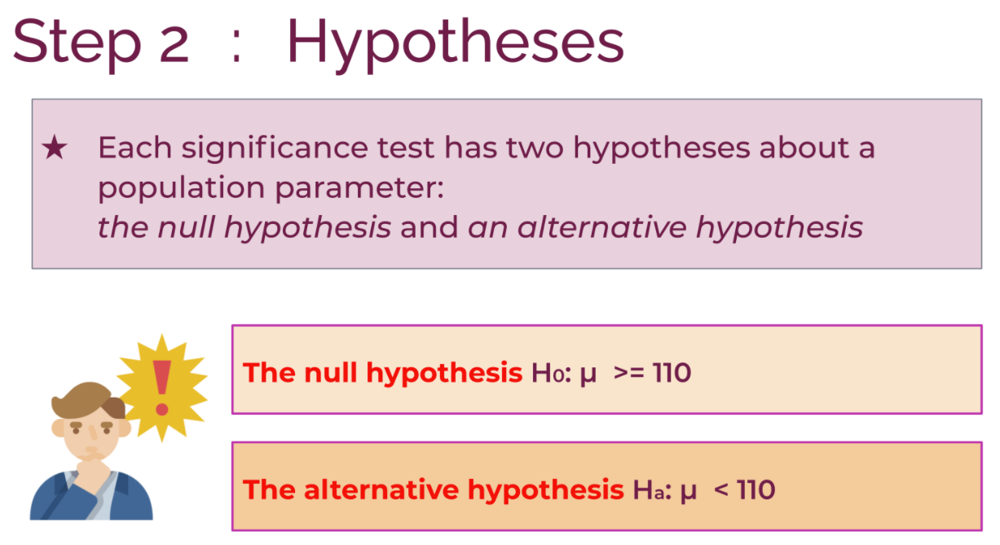 Step 2 : Hypotheses
★ Each significance test has two hypotheses about a
population parameter:
the null hypothesis and an alternative hypothesis
!
The null hypothesis H₀: µ >= 110
The alternative hypothesis Hₐ: µ < 110